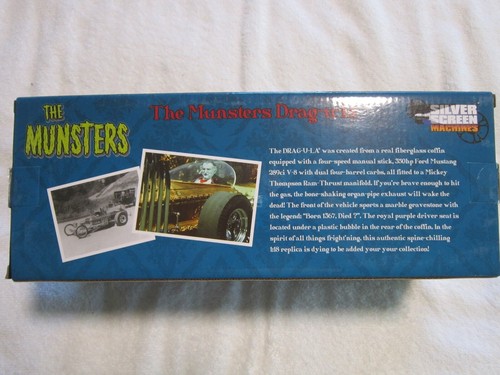 THE
MUNSTERS
The Munsters Drag-u-la
SILVER
SCREEN
MACHINES
The DRAG-U-LA" was created from a real fiberglass coffin
equipped with a four-speed manual stick, 350hp Ford Mustang
289ci V-8 with dual four-barrel carbs, all fitted to a Mickey
Thompson Ram-Thrust manifold. If you're brave enough to hit
the gas, the bone-shaking organ-pipe exhaust will wake the
dead! The front of the vehicle sports a marble gravestone with
the legend: "Born 1367, Died ?". The royal purple driver seat is
located under a plastic bubble in the rear of the coffin. In the
spirit of all things fright'ning, this authentic spine-chilling
1:18 replica is dying to be added your your collection!